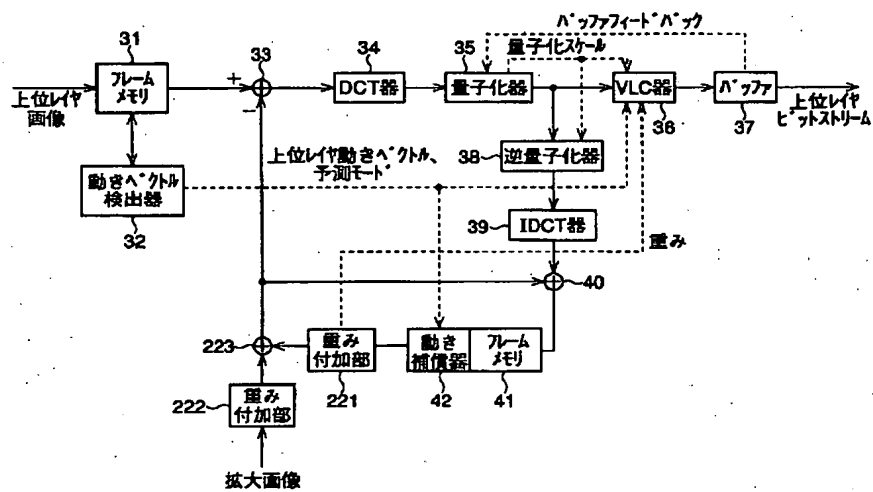 バッファフィードバック
31
フレーム
メモリ
33
+
-
34
DCT器
35
量子化器
量子化スケール
VLC器
36
バッファ
37
上位レイヤ
画像
上位レイヤ
ビットストリーム
38
逆量子化器
上位レイヤ動きベクトル、
予測モード
動きベクトル
検出器
32
39
IDCT器
重み
40
223
重み
付加部
221
動き
補償器
42
フレーム
メモリ
41
222
重み
付加部
拡大画像